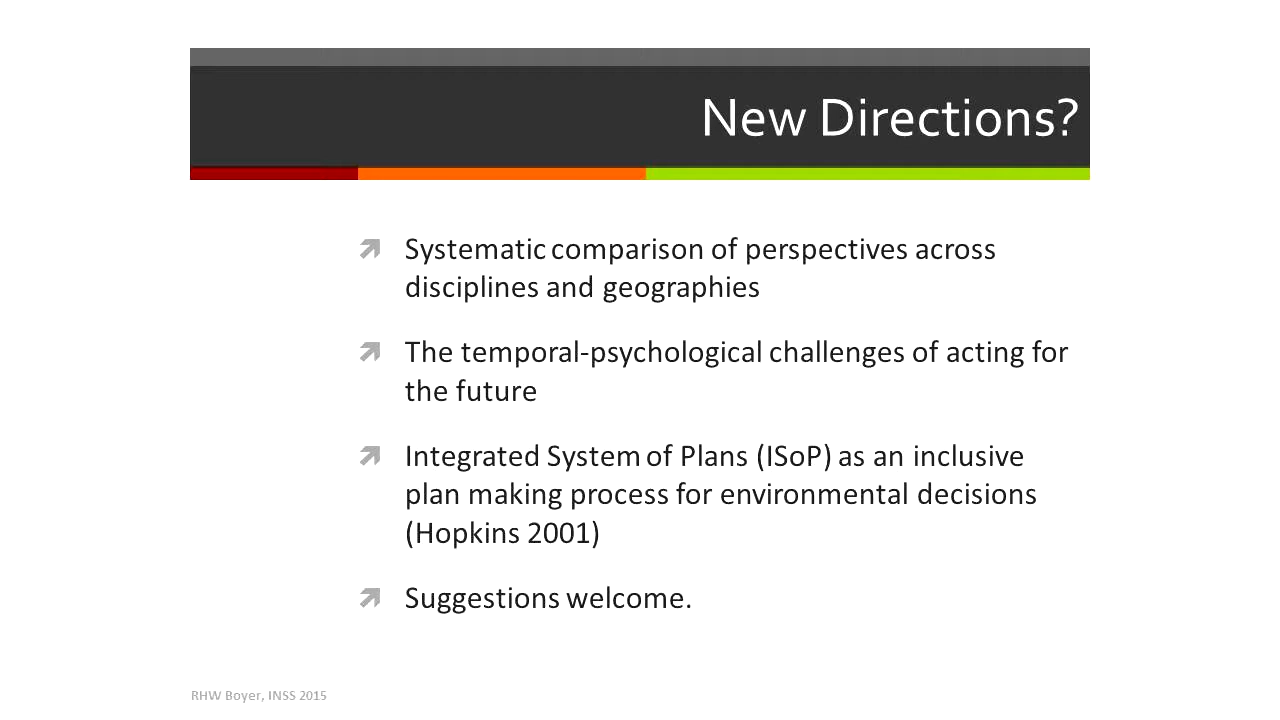 New Directions?
Systematic comparison of perspectives across
disciplines and geographies
The temporal-psychological challenges of acting for
the future
Integrated System of Plans (ISoP) as an inclusive
plan making process for environmental decisions
(Hopkins 2001)
Suggestions welcome.
RHW Boyer, INSS 2015